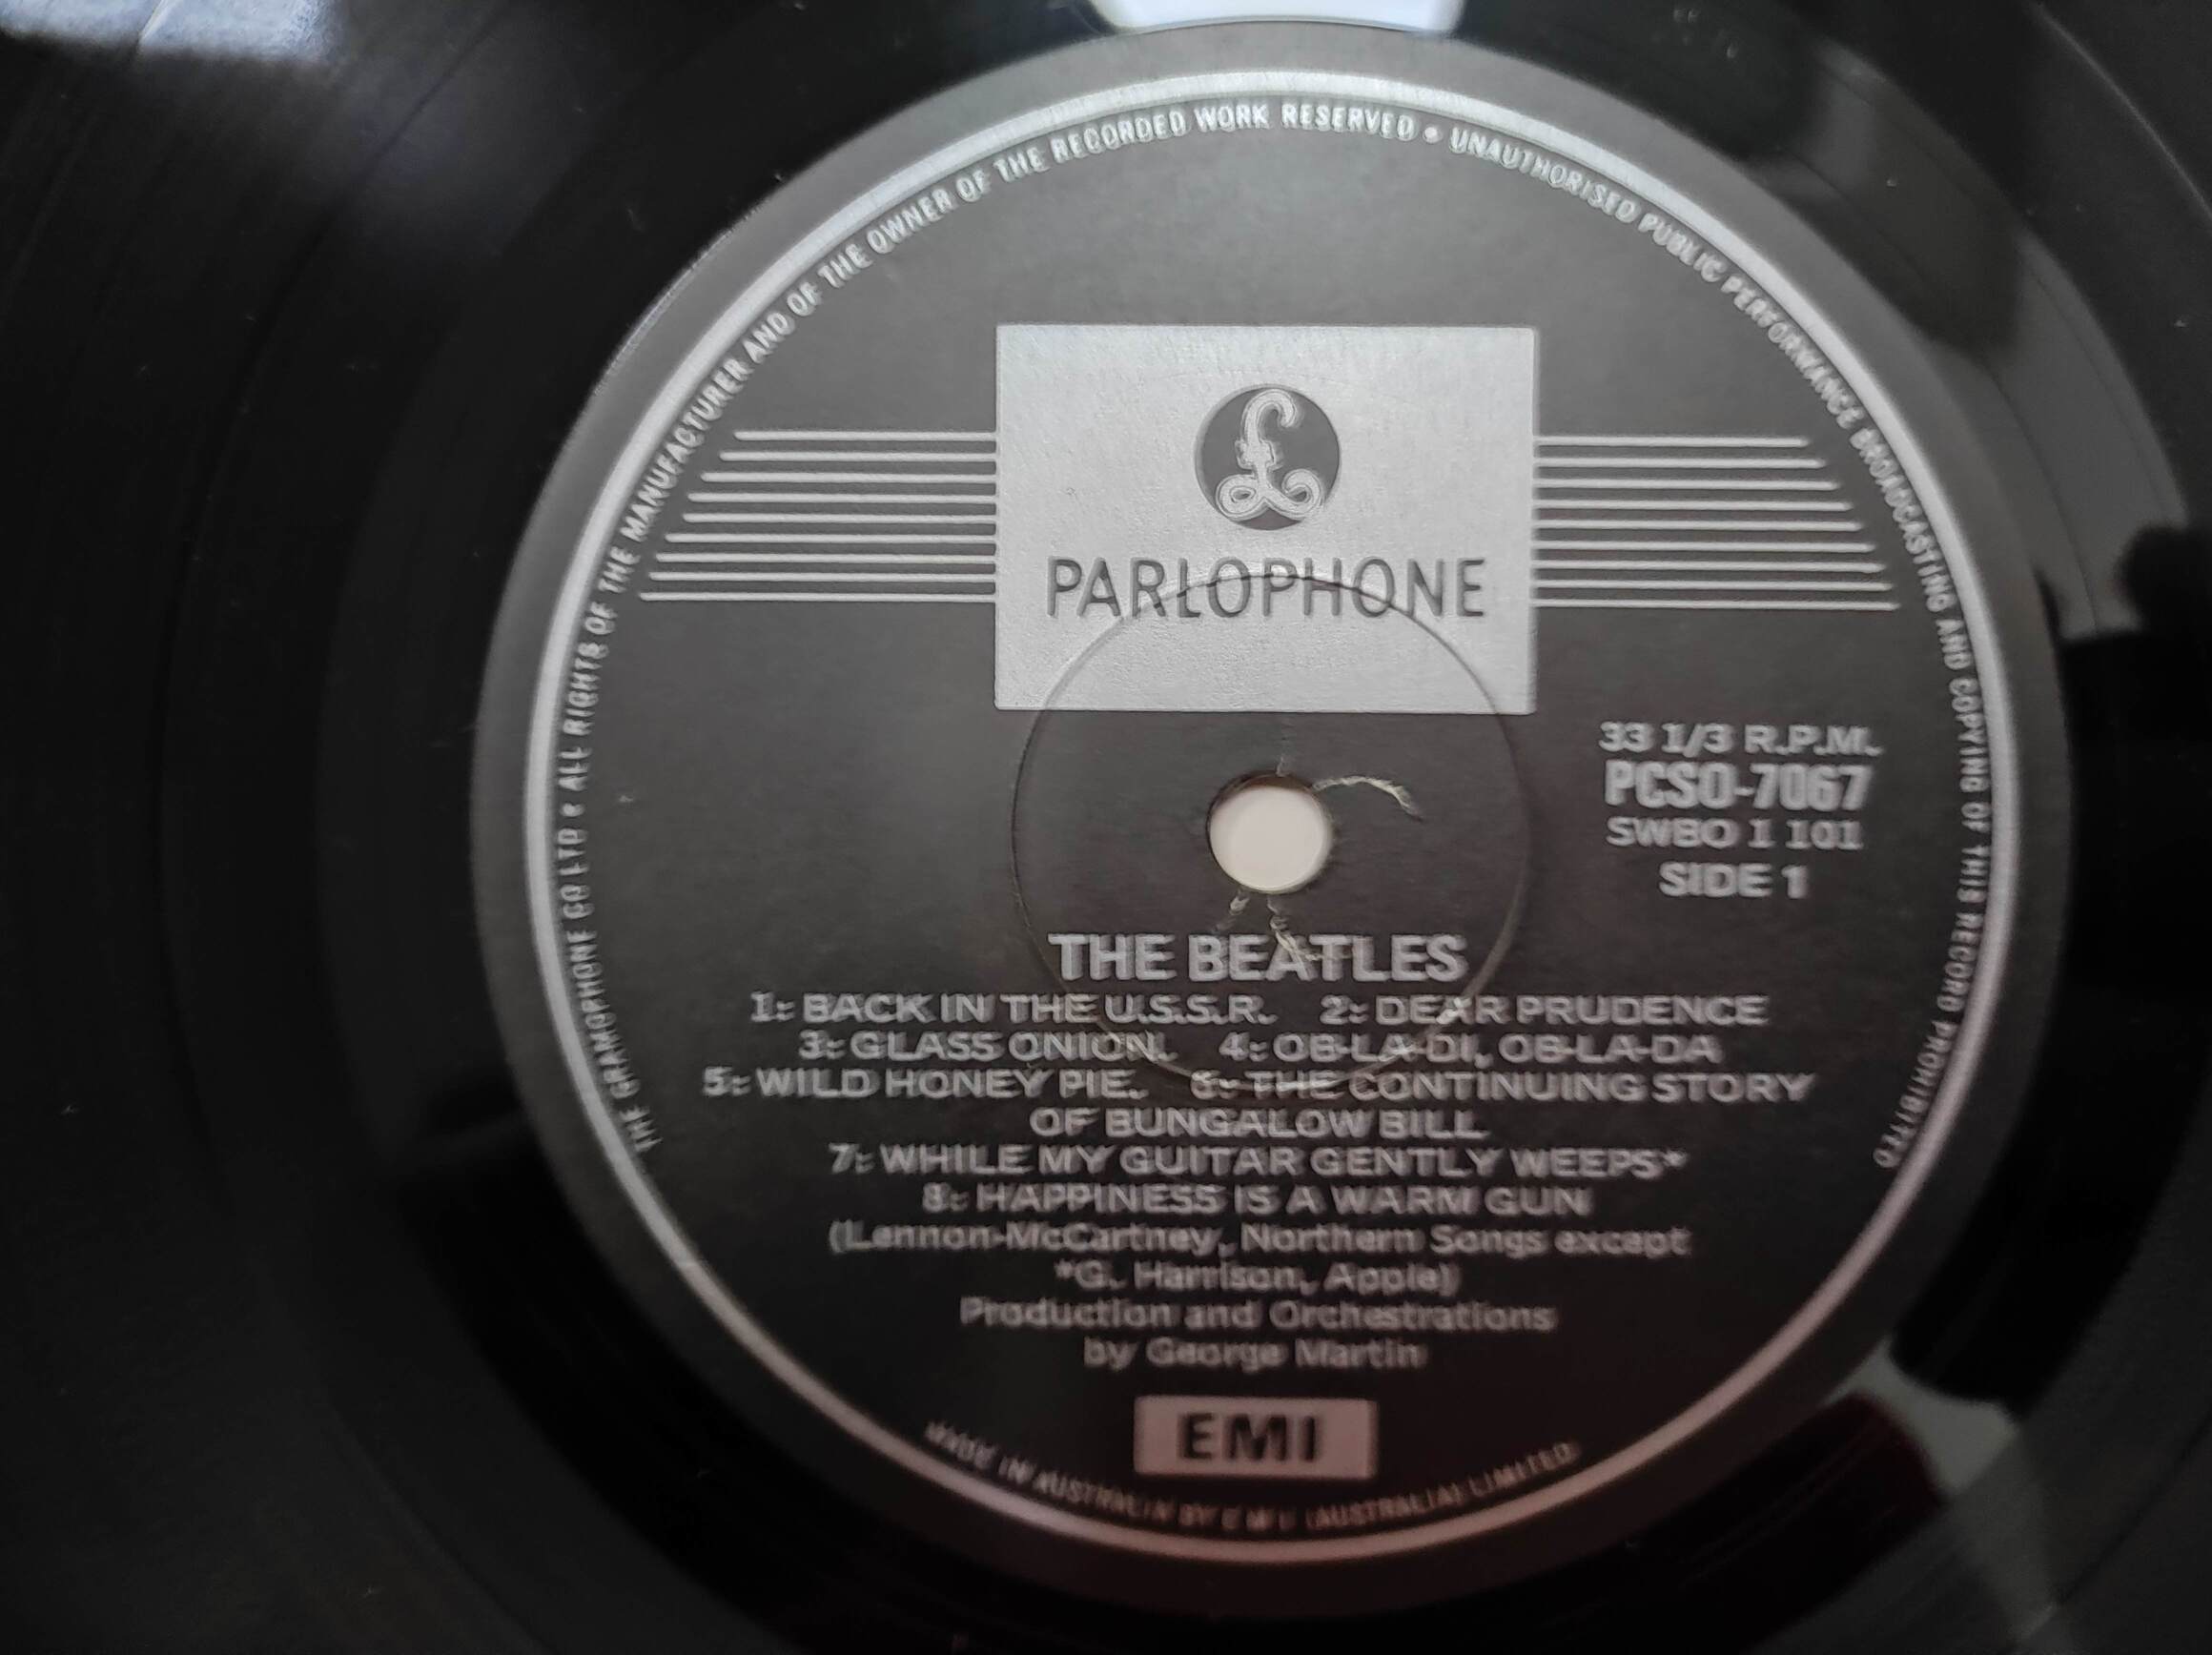 THE GRAMOPHONE CO LTD • ALL RIGHTS OF THE MANUFACTURER AND OF THE OWNER OF THE RECORDED WORK RESERVED • UNAUTHORISED PUBLIC PERFORMANCE BROADCASTING AND COPYING OF THIS RECORD PROHIBITED
£
PARLOPHONE
33 1/3 R.P.M.
PCSO-7067
SWBO 1 101
SIDE 1
THE BEATLES
1: BACK IN THE U.S.S.R. 2: DEAR PRUDENCE
3: GLASS ONION. 4: OB-LA-DI, OB-LA-DA
5: WILD HONEY PIE. 6: THE CONTINUING STORY
OF BUNGALOW BILL
7: WHILE MY GUITAR GENTLY WEEPS*
8: HAPPINESS IS A WARM GUN
(Lennon-McCartney, Northern Songs except
*G. Harrison, Apple)
Production and Orchestrations
by George Martin
EMI
MADE IN AUSTRALIA BY E M I (AUSTRALIA) LIMITED